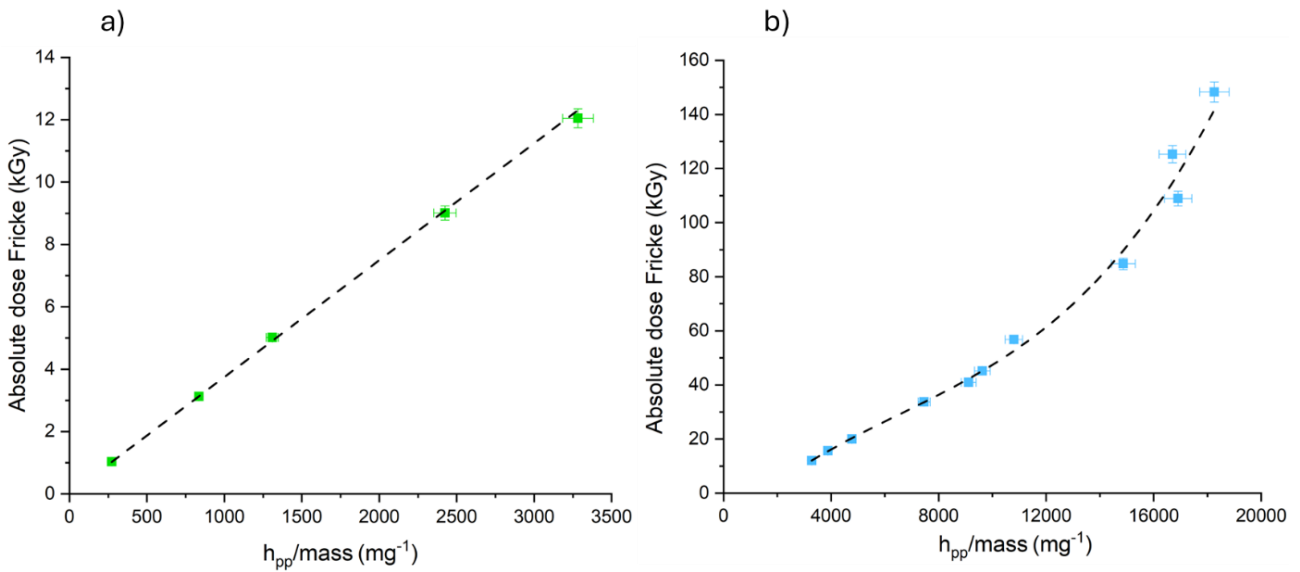 a)
Absolute dose Fricke (kGy)
14
12
10
8
6
4
2
0
0 500 1000 1500 2000 2500 3000 3500
hpp/mass (mg-1)
b)
Absolute dose Fricke (kGy)
160
140
120
100
80
60
40
20
0
0 4000 8000 12000 16000 20000
hpp/mass (mg-1)